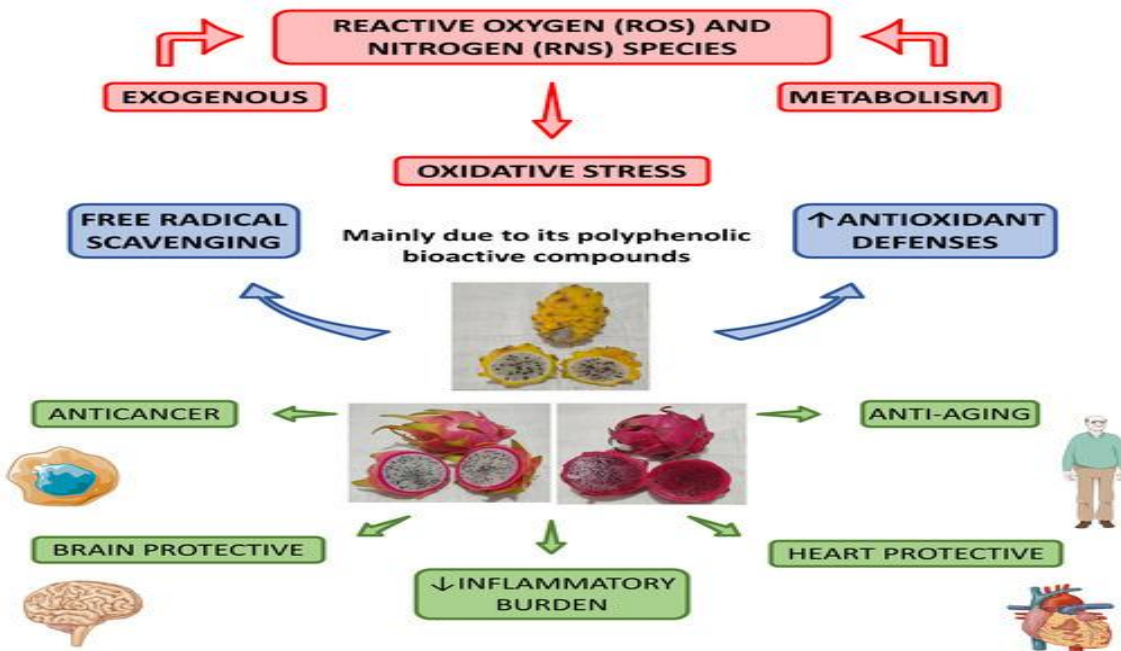 REACTIVE OXYGEN (ROS) AND
NITROGEN (RNS) SPECIES
EXOGENOUS
METABOLISM
OXIDATIVE STRESS
FREE RADICAL
SCAVENGING
Mainly due to its polyphenolic
bioactive compounds
↑ANTIOXIDANT
DEFENSES
ANTICANCER
ANTI-AGING
BRAIN PROTECTIVE
HEART PROTECTIVE
↓INFLAMMATORY
BURDEN